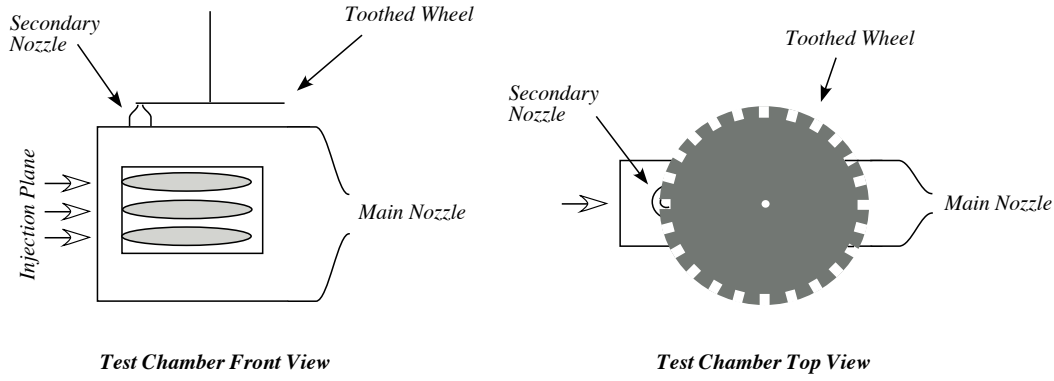 Secondary
Nozzle
Toothed Wheel
Injection Plane
Main Nozzle
Test Chamber Front View
Toothed Wheel
Secondary
Nozzle
Main Nozzle
Test Chamber Top View